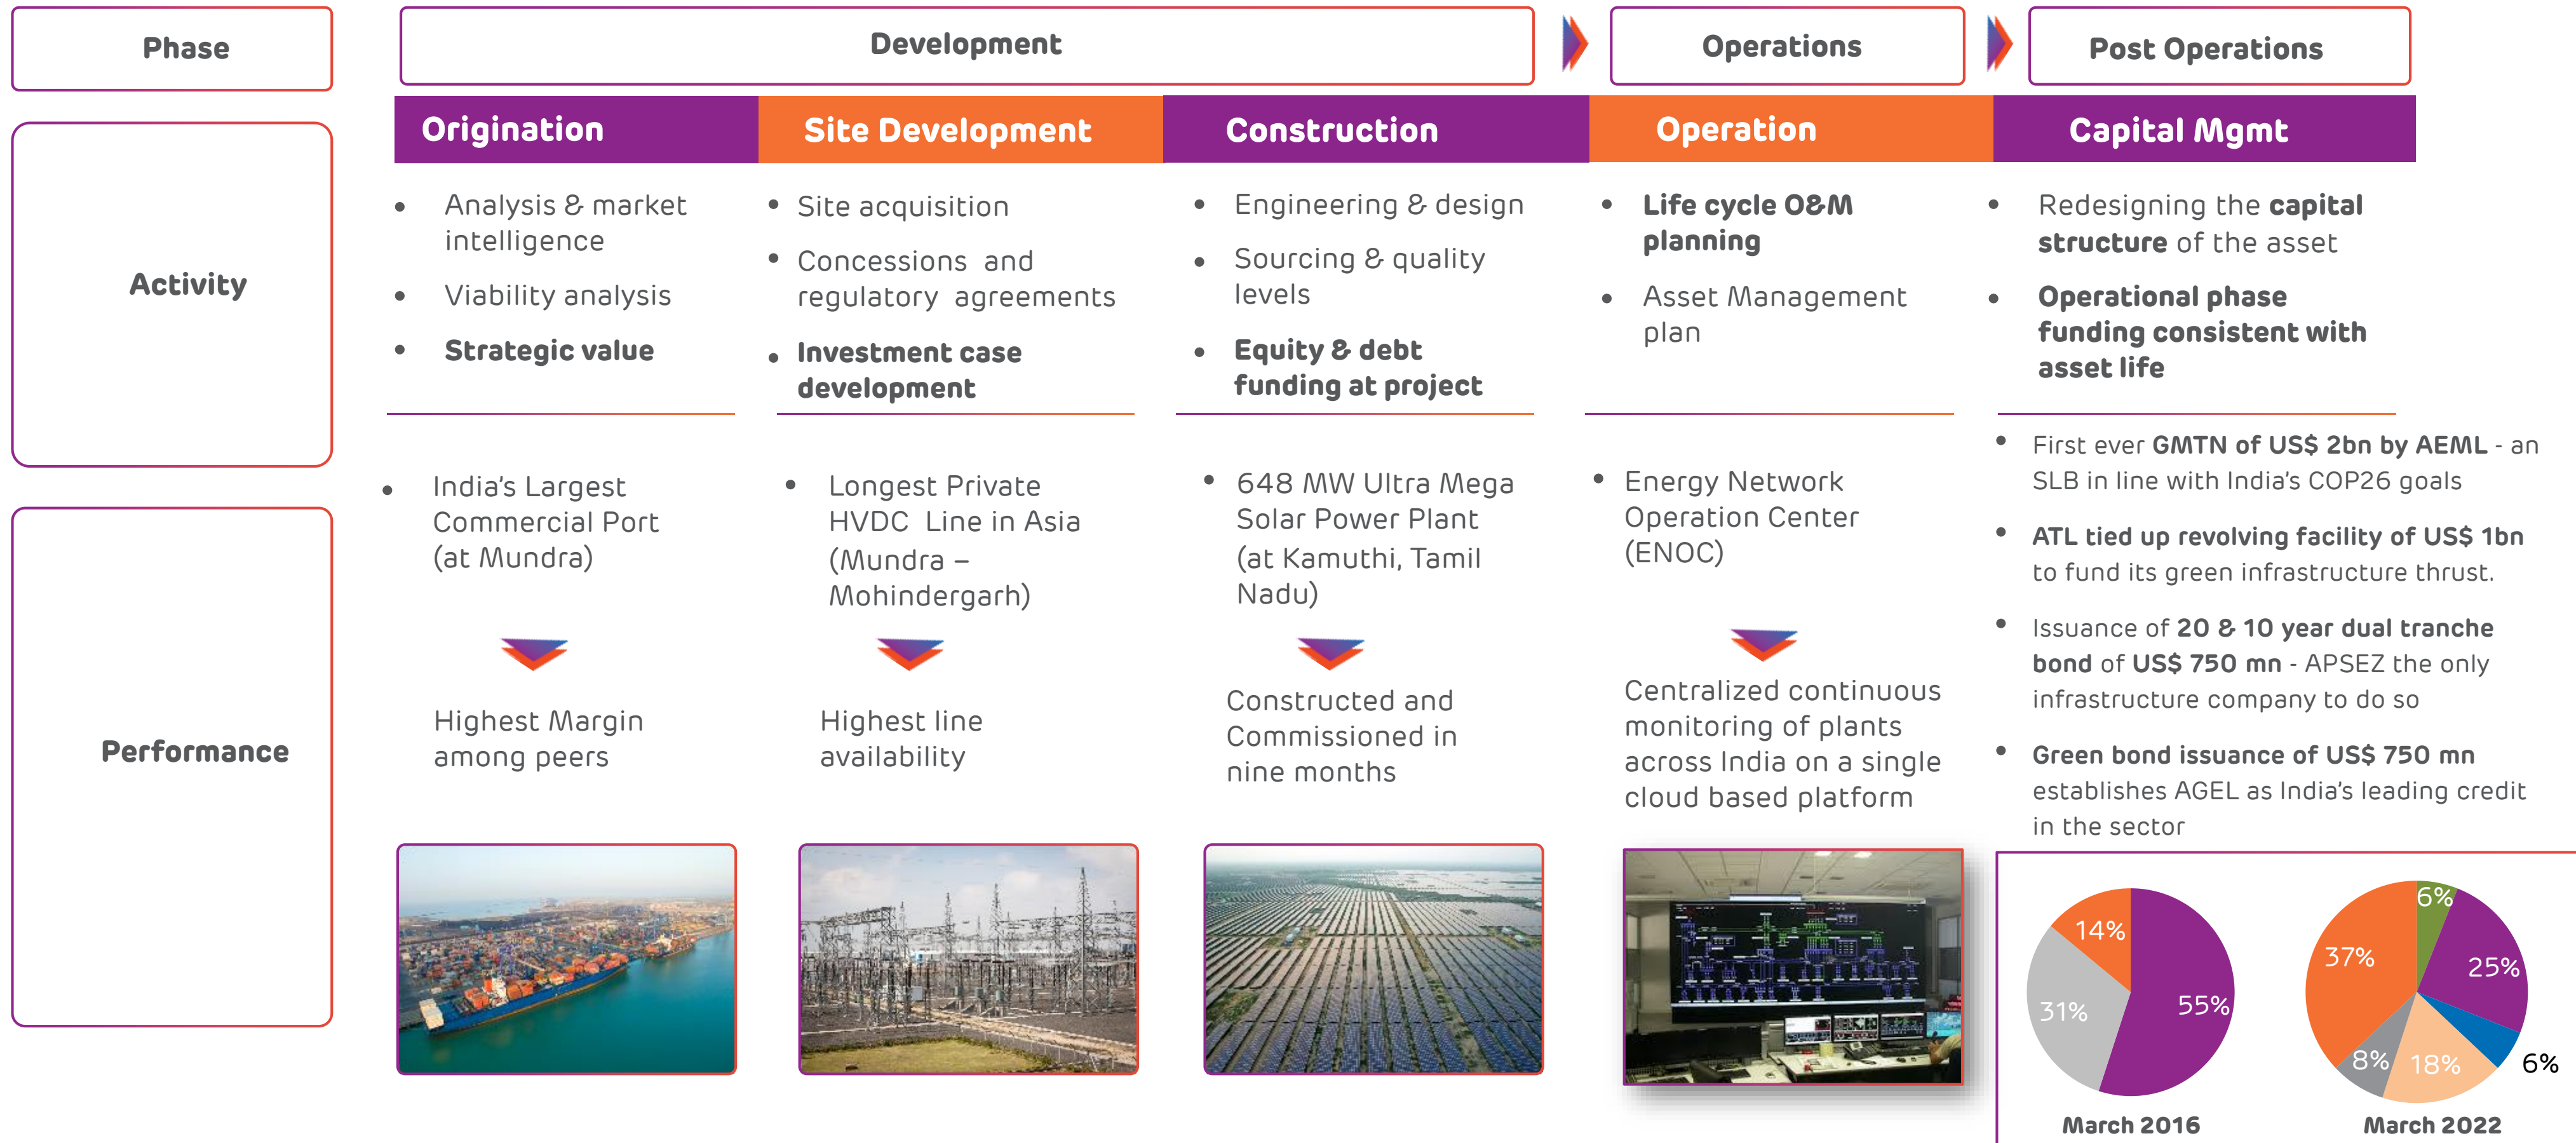 Phase
Development
Operations
Post Operations
Origination
Site Development
Construction
Operation
Capital Mgmt
Activity
• Analysis & market
intelligence
• Viability analysis
• Strategic value
• Site acquisition
• Concessions and
regulatory agreements
• Investment case
development
• Engineering & design
• Sourcing & quality
levels
• Equity & debt
funding at project
• Life cycle O&M
planning
• Asset Management
plan
• Redesigning the capital
structure of the asset
• Operational phase
funding consistent with
asset life
Performance
• India's Largest
Commercial Port
(at Mundra)
Highest Margin
among peers
• Longest Private
HVDC Line in Asia
(Mundra –
Mohindergarh)
Highest line
availability
• 648 MW Ultra Mega
Solar Power Plant
(at Kamuthi, Tamil
Nadu)
Constructed and
Commissioned in
nine months
• Energy Network
Operation Center
(ENOC)
Centralized continuous
monitoring of plants
across India on a single
cloud based platform
• First ever GMTN of US$ 2bn by AEML - an
SLB in line with India's COP26 goals
• ATL tied up revolving facility of US$ 1bn
to fund its green infrastructure thrust.
• Issuance of 20 & 10 year dual tranche
bond of US$ 750 mn - APSEZ the only
infrastructure company to do so
• Green bond issuance of US$ 750 mn
establishes AGEL as India's leading credit
in the sector
14%
31%
55%
March 2016
6%
37%
25%
8%
18%
6%
March 2022